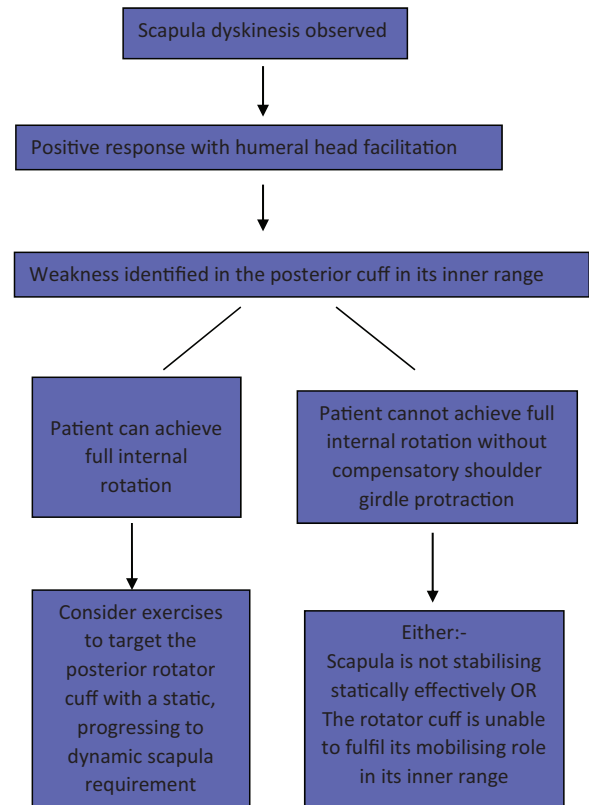 Scapula dyskinesis observed
Positive response with humeral head facilitation
Weakness identified in the posterior cuff in its inner range
Patient can achieve
full internal
rotation
Patient cannot achieve full
internal rotation without
compensatory shoulder
girdle protraction
Consider exercises
to target the
posterior rotator
cuff with a static,
progressing to
dynamic scapula
requirement
Either:-
Scapula is not stabilising
statically effectively OR
The rotator cuff is unable
to fulfil its mobilising role
in its inner range